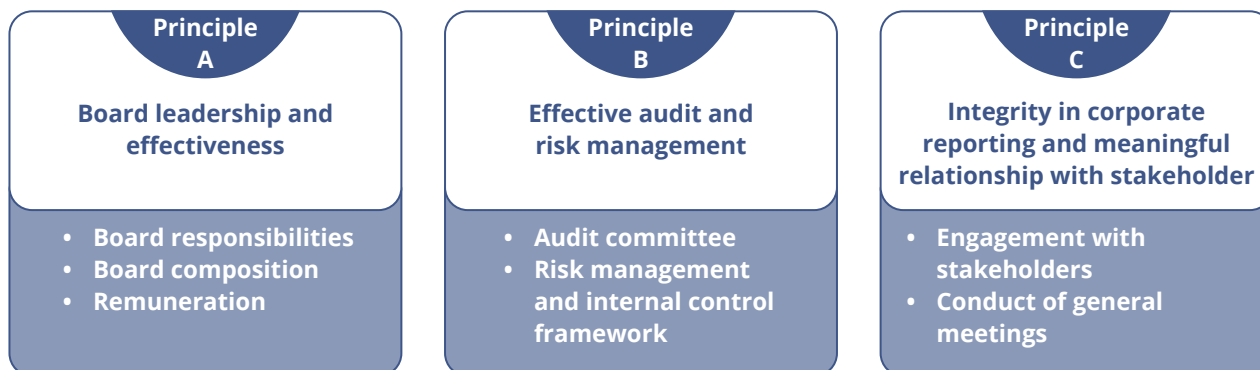 Principle
A
Board leadership and
effectiveness
• Board responsibilities
• Board composition
• Remuneration
Principle
B
Effective audit and
risk management
• Audit committee
• Risk management
and internal control
framework
Principle
C
Integrity in corporate
reporting and meaningful
relationship with stakeholder
• Engagement with
stakeholders
• Conduct of general
meetings